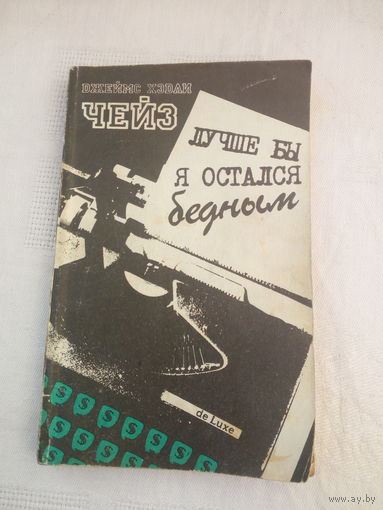 ДЖЕЙМС ХЭДЛИ
ЧЕЙЗ
ЛУЧШЕ БЫ
Я ОСТАЛСЯ
бедным
de Luxe
$ $ $ $ $ $ $
www.ay.by